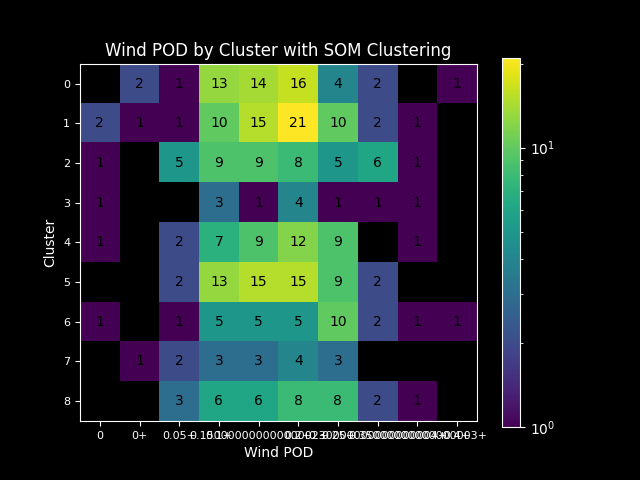 Wind POD by Cluster with SOM Clustering
0 2 1 13 14 16 4 2 1
1 2 1 1 10 15 21 10 2 1
2 1 5 9 9 8 5 6 1
3 1 3 1 4 1 1 1
4 1 2 7 9 12 9 1
5 2 13 15 15 9 2
6 1 1 5 5 5 10 2 1 1
7 1 2 3 3 4 3
8 3 6 6 8 8 2 1
0 0+ 0.05+
Wind POD
Cluster
10¹
10⁰